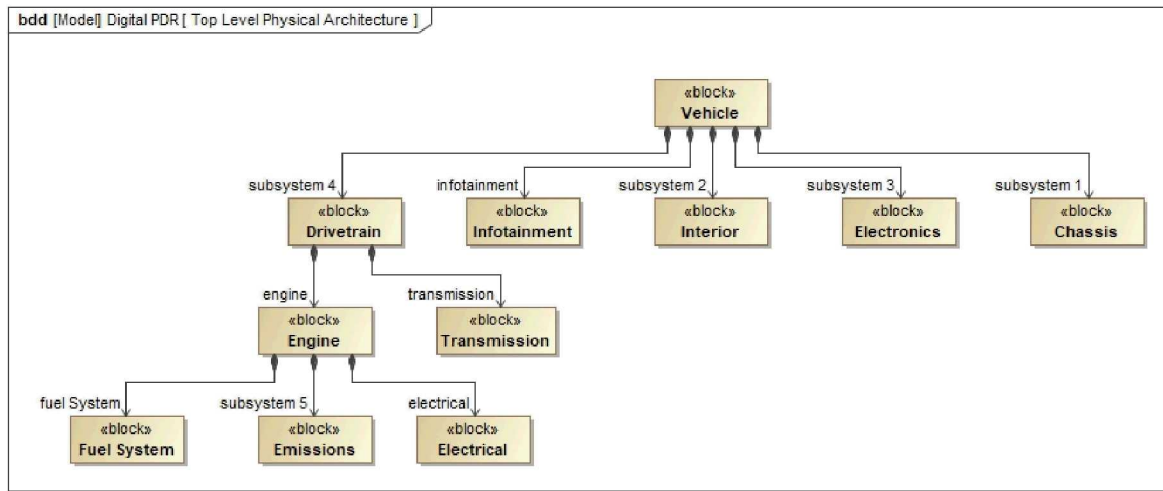 bdd [Model] Digital PDR [ Top Level Physical Architecture ]
«block»
Vehicle
subsystem 4
infotainment
subsystem 2
subsystem 3
subsystem 1
«block»
Drivetrain
«block»
Infotainment
«block»
Interior
«block»
Electronics
«block»
Chassis
engine
transmission
«block»
Engine
«block»
Transmission
fuel System
subsystem 5
electrical
«block»
Fuel System
«block»
Emissions
«block»
Electrical